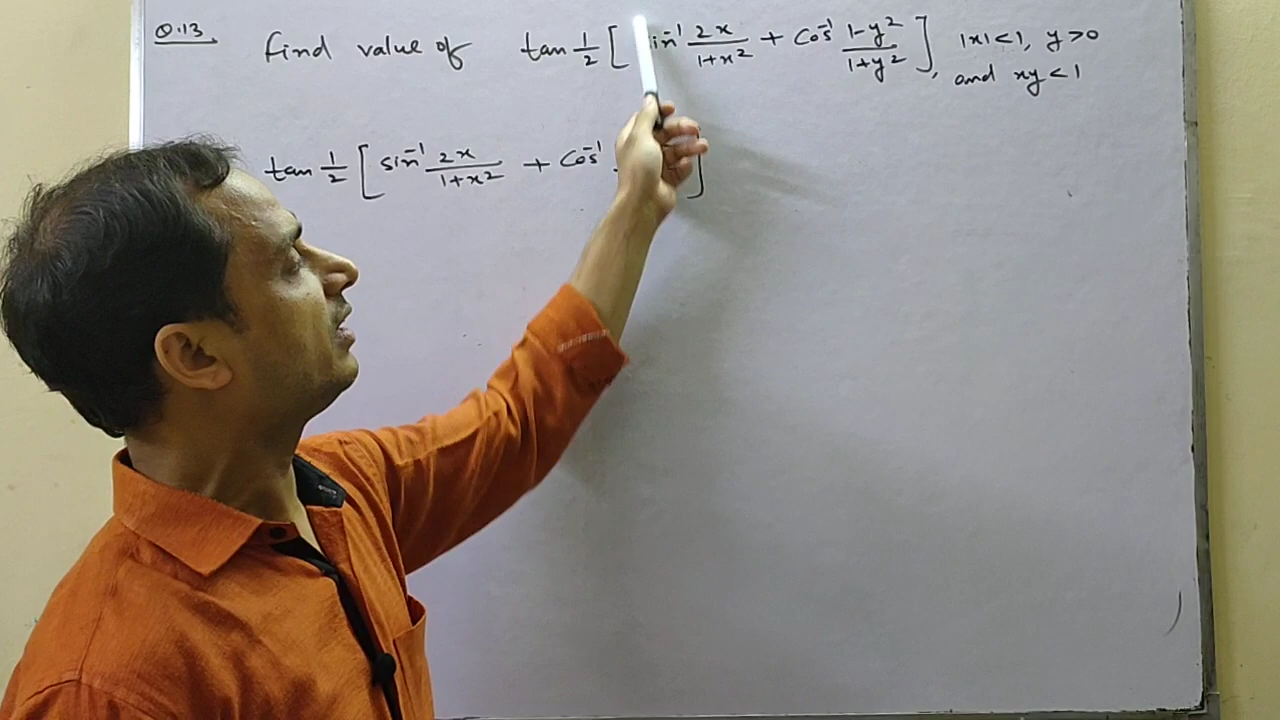 Q.13. Find value of tan 1/2 [ sin⁻¹ 2x/1+x² + Cos⁻¹ 1-y²/1+y² ], |x|<1, y>0
and xy<1
tan 1/2 [ sin⁻¹ 2x/1+x² + Cos⁻¹ ]